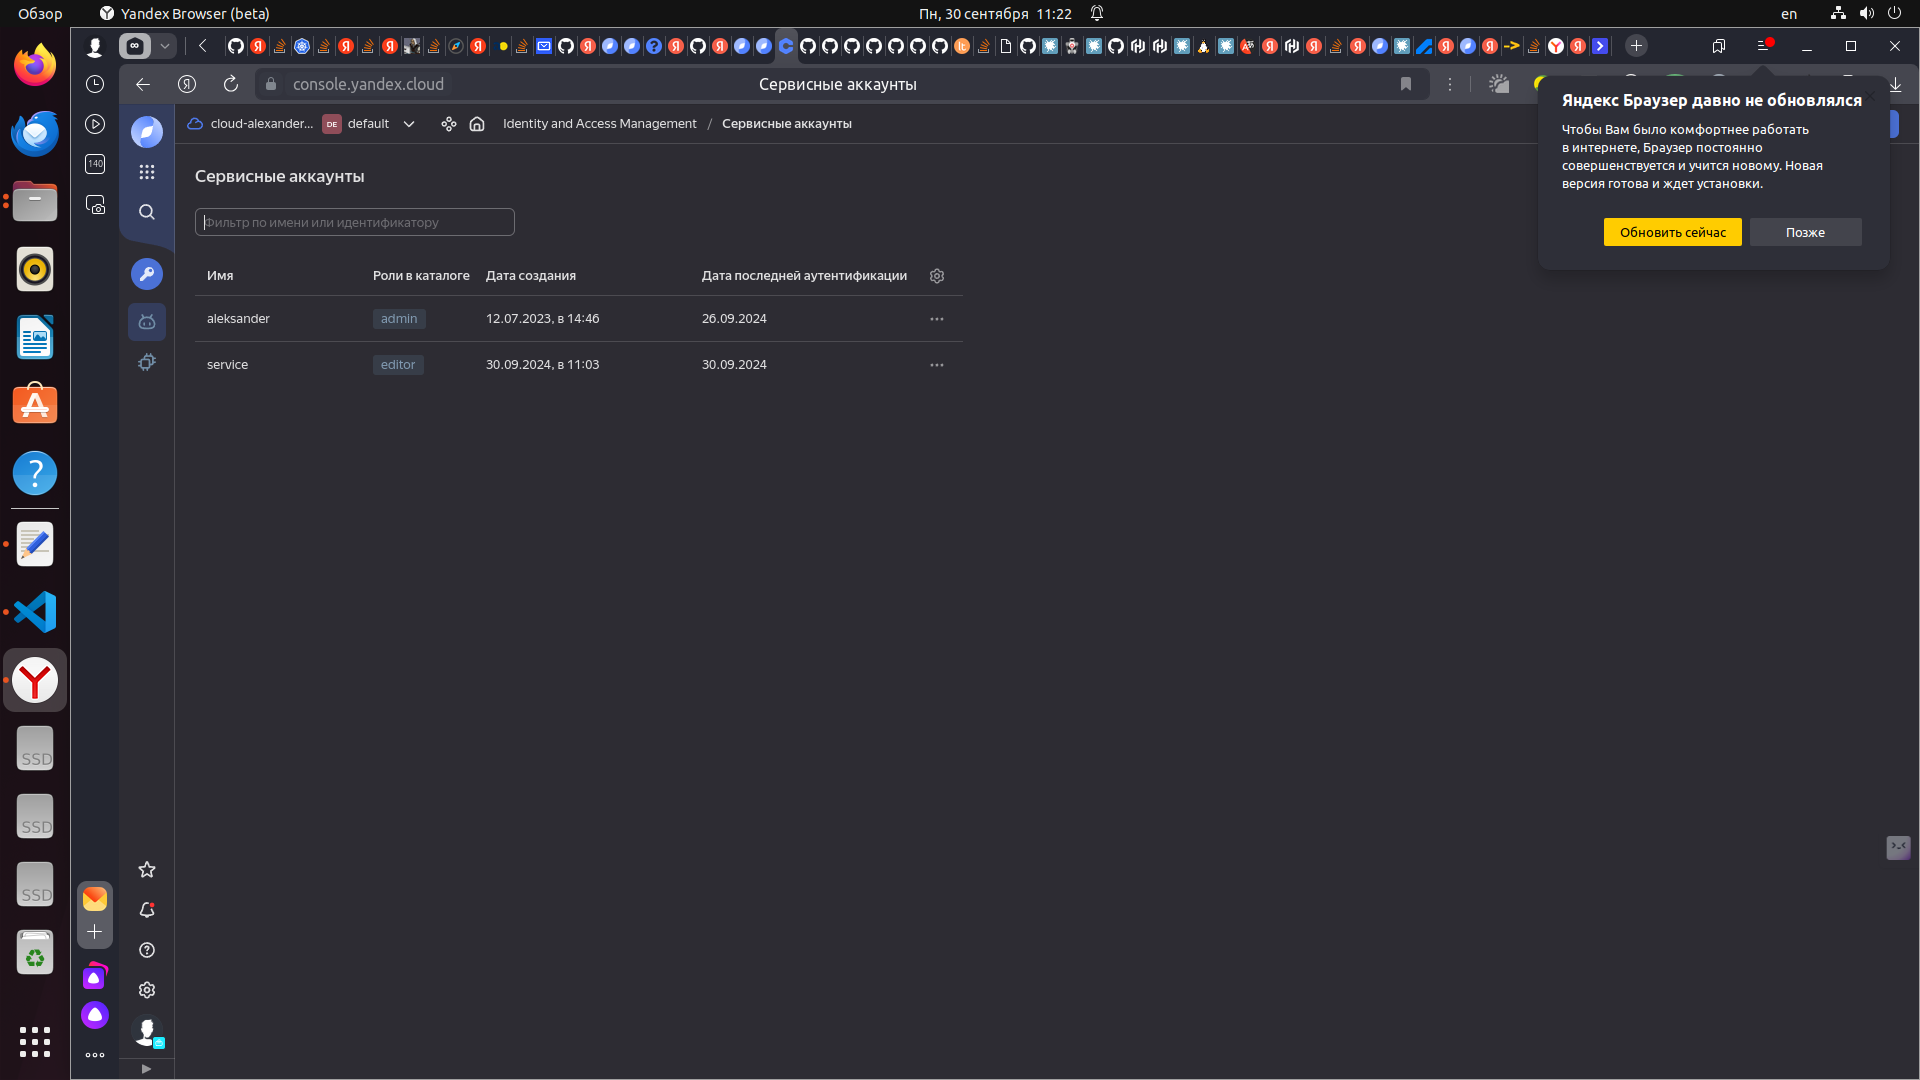 Обзор
Yandex Browser (beta)
Пн, 30 сентября 11:22
en
console.yandex.cloud
Сервисные аккаунты
cloud-alexander...
DE
default
Identity and Access Management / Сервисные аккаунты
Яндекс Браузер давно не обновлялся
Чтобы Вам было комфортнее работать
в интернете, Браузер постоянно
совершенствуется и учится новому. Новая
версия готова и ждет установки.
Обновить сейчас
Позже
140
Сервисные аккаунты
Фильтр по имени или идентификатору
Имя
Роли в каталоге
Дата создания
Дата последней аутентификации
aleksander
admin
12.07.2023, в 14:46
26.09.2024
service
editor
30.09.2024, в 11:03
30.09.2024
SSD
SSD
SSD